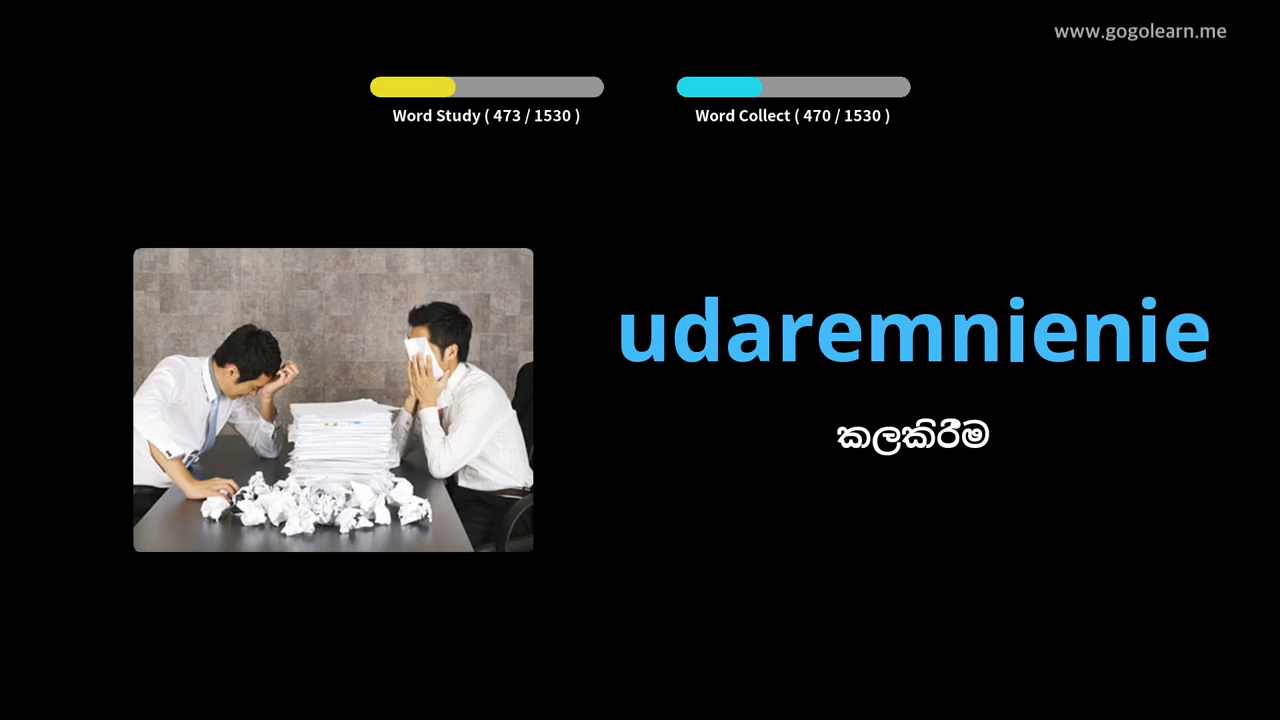 www.gogolearn.me
Word Study ( 473 / 1530 )
Word Collect ( 470 / 1530 )
udaremnienie
කලකිරීම